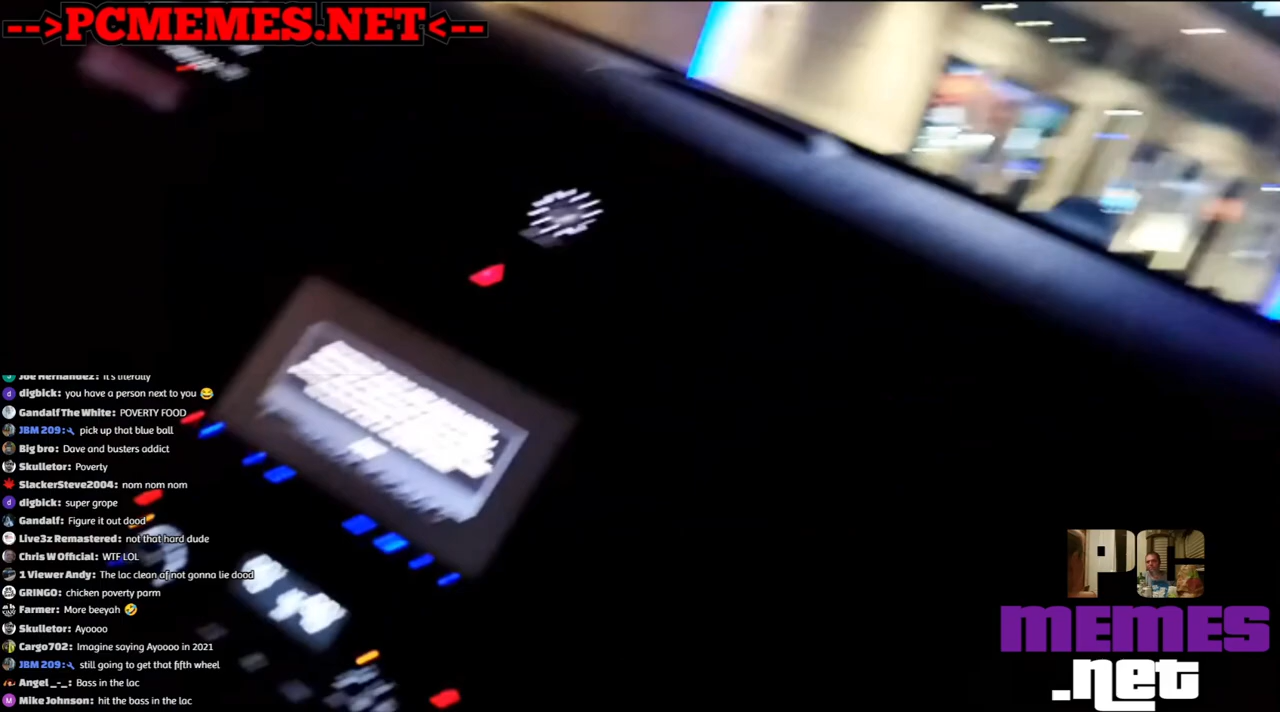 -->PCMEMES.NET<--
Joe Hernandez: it's literally
digbick: you have a person next to you 😂
Gandalf The White: POVERTY FOOD
JBM 209: pick up that blue ball
Big bro: Dave and busters addict
Skulletor: Poverty
SlackerSteve2004: nom nom nom
digbick: super grope
Gandalf: Figure it out dood
Live3z Remastered: not that hard dude
Chris W Official: WTF LOL
1 Viewer Andy: The lac clean af not gonna lie dood
GRINGO: chicken poverty parm
Farmer: More beeyah 🤣
Skulletor: Ayoooo
Cargo702: Imagine saying Ayoooo in 2021
JBM 209: still going to get that fifth wheel
Angel _-_: Bass in the lac
Mike Johnson: hit the bass in the lac
PC
MEMES
.net